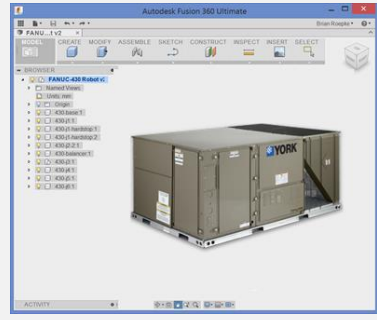 Autodesk Fusion 360 Ultimate
Brian Roepke
FANU...t v2
MODEL
CREATE MODIFY ASSEMBLE SKETCH CONSTRUCT INSPECT INSERT SELECT
BROWSER
FANUC-430 Robot v2
Named Views
Units: mm
Origin
430-base:1
430-j1:1
430-j1-hardstop:1
430-j1-hardstop:2
430-j2-2:1
430-balancer:1
430-j2:1
430-j4:1
430-j5:1
430-j6:1
YORK
ACTIVITY